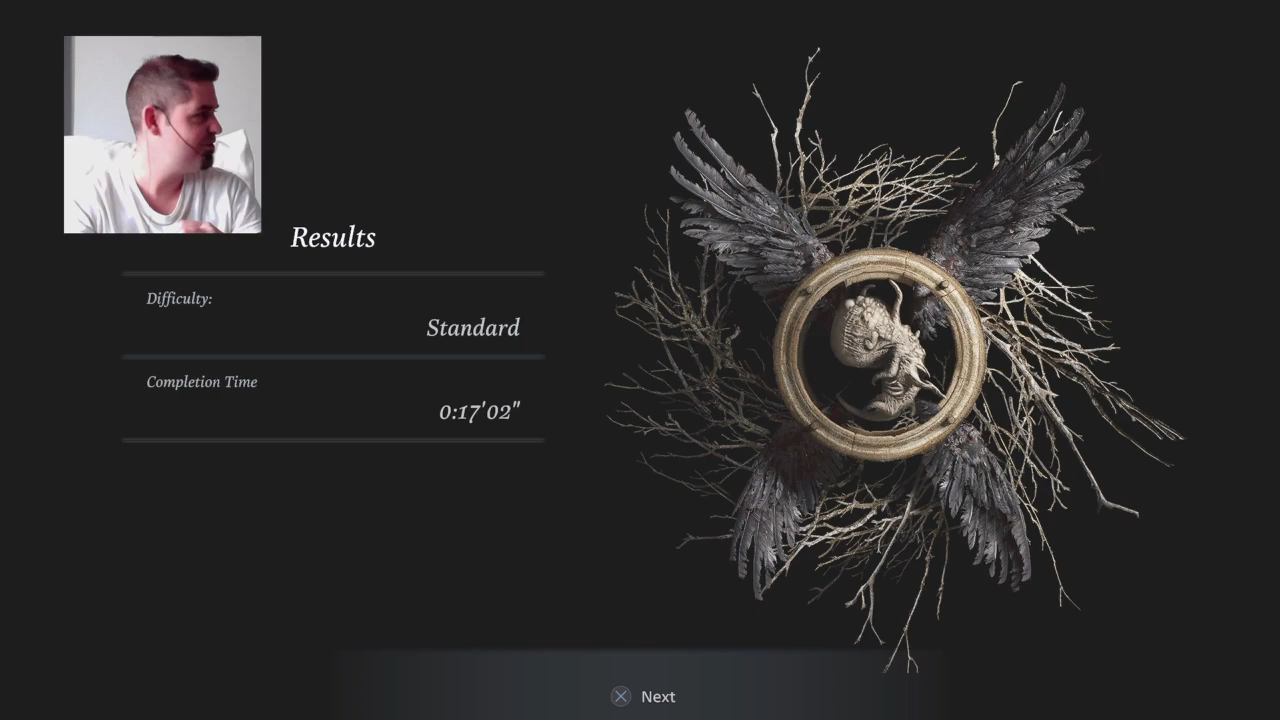 Results
Difficulty:
Standard
Completion Time
0:17'02"
Next